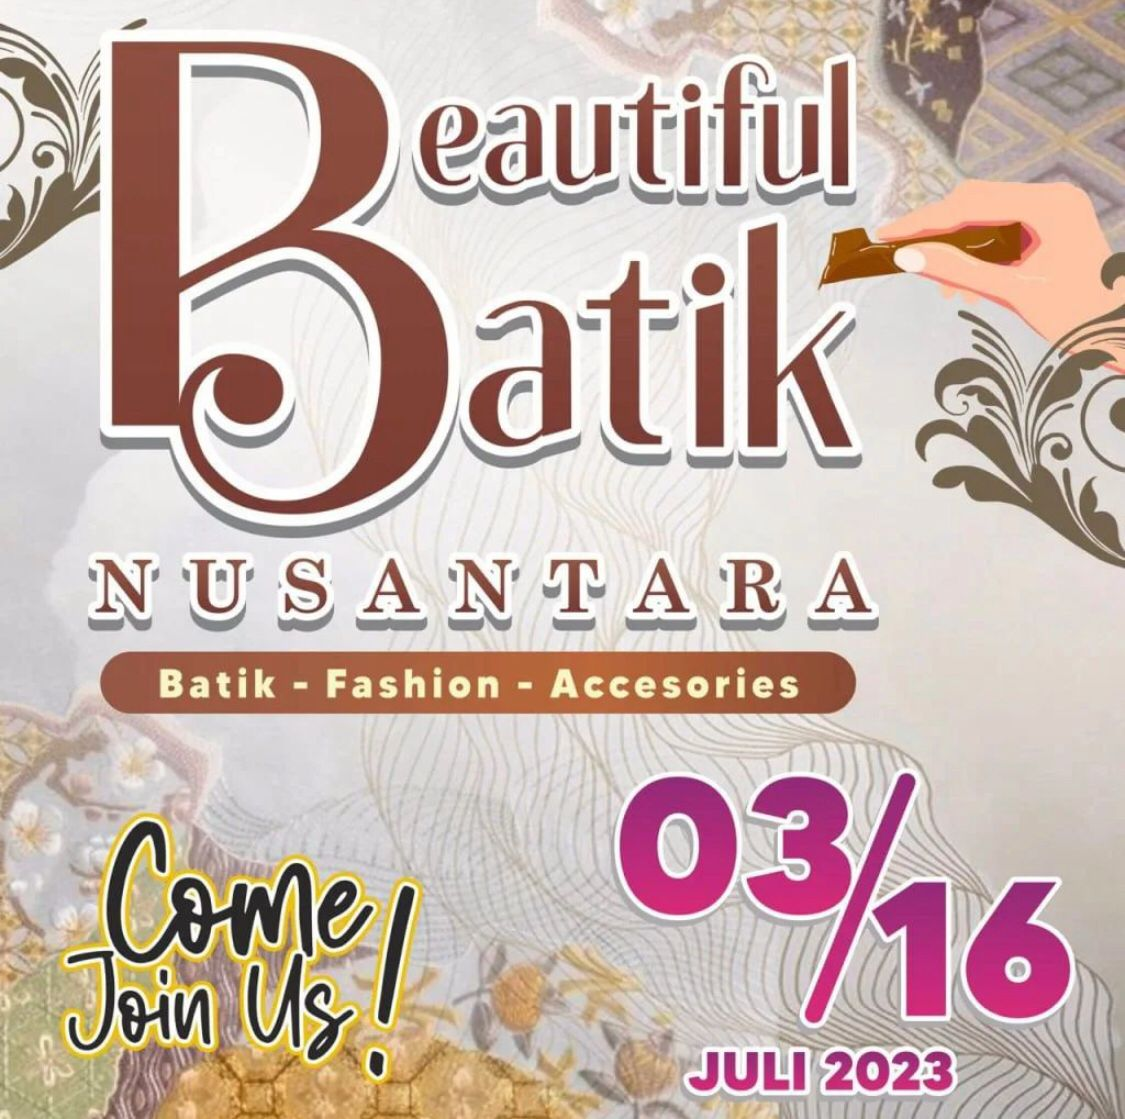 Beautiful
Batik
NUSANTARA
Batik - Fashion - Accesories
Come
Join Us!
03/16
JULI 2023